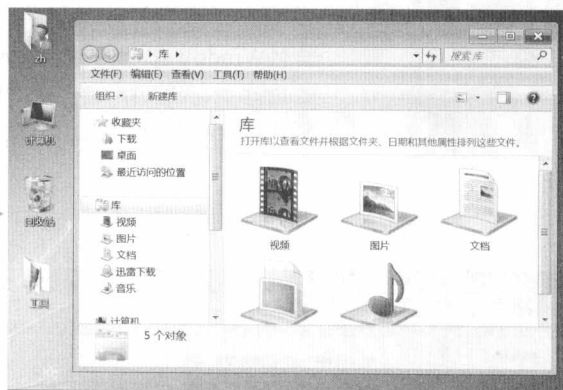 zh
计算机
回收站
工具
库
搜索 库
文件(F) 编辑(E) 查看(V) 工具(T) 帮助(H)
组织 新建库
收藏夹
下载
桌面
最近访问的位置
库
视频
图片
文档
迅雷下载
音乐
计算机
库
打开库以查看文件并根据文件夹、日期和其他属性排列这些文件。
视频 图片 文档
5 个对象